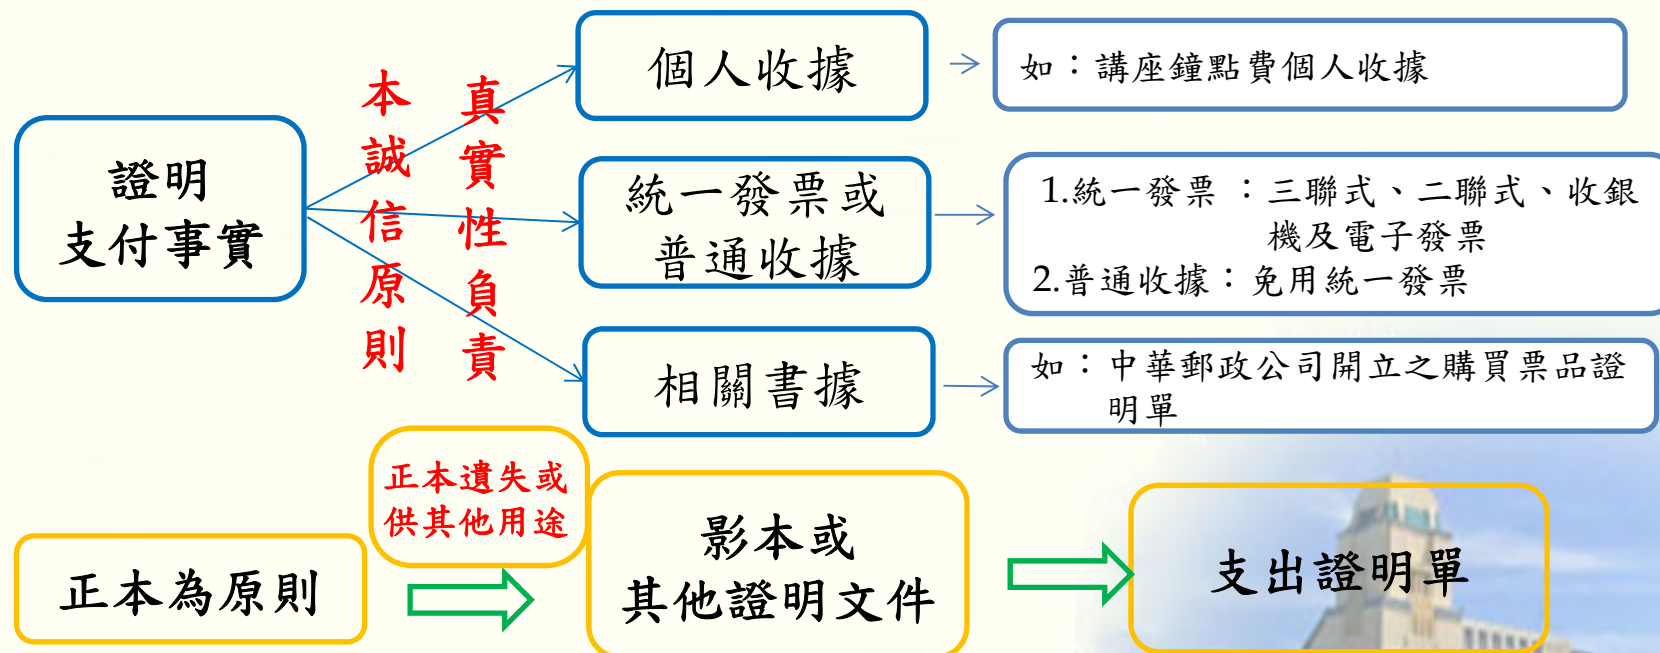 證明
支付事實
本誠信原則
真實性負責
個人收據
如：講座鐘點費個人收據
統一發票或
普通收據
1.統一發票 ：三聯式、二聯式、收銀
機及電子發票
2.普通收據：免用統一發票
相關書據
如：中華郵政公司開立之購買票品證
明單
正本為原則
正本遺失或
供其他用途
影本或
其他證明文件
支出證明單